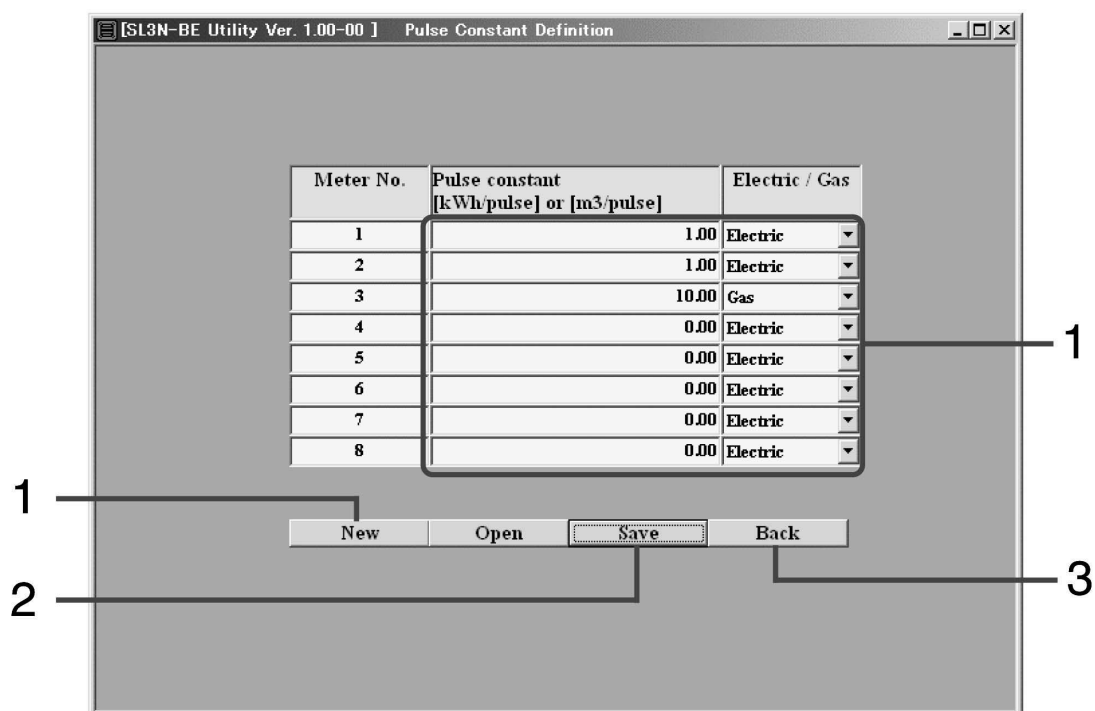 [SL3N-BE Utility Ver. 1.00-00 ] Pulse Constant Definition
Meter No. Pulse constant Electric / Gas
[kWh/pulse] or [m3/pulse]
1 1.00 Electric
2 1.00 Electric
3 10.00 Gas
4 0.00 Electric
5 0.00 Electric
1
6 0.00 Electric
7 0.00 Electric
8 0.00 Electric
1
New Open Save Back
2
3